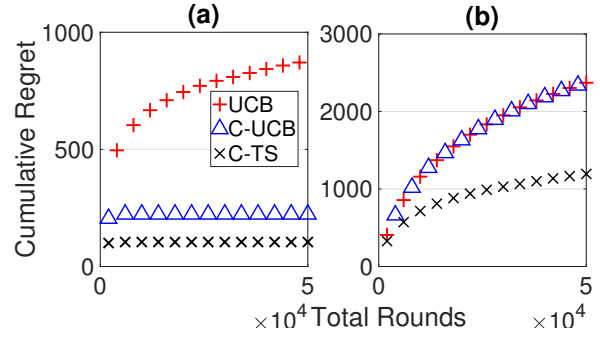 (a)
(b)
Cumulative Regret
1000
500
0
UCB
C-UCB
C-TS
0
5
×10⁴
3000
2000
1000
0
0
5
×10⁴
Total Rounds